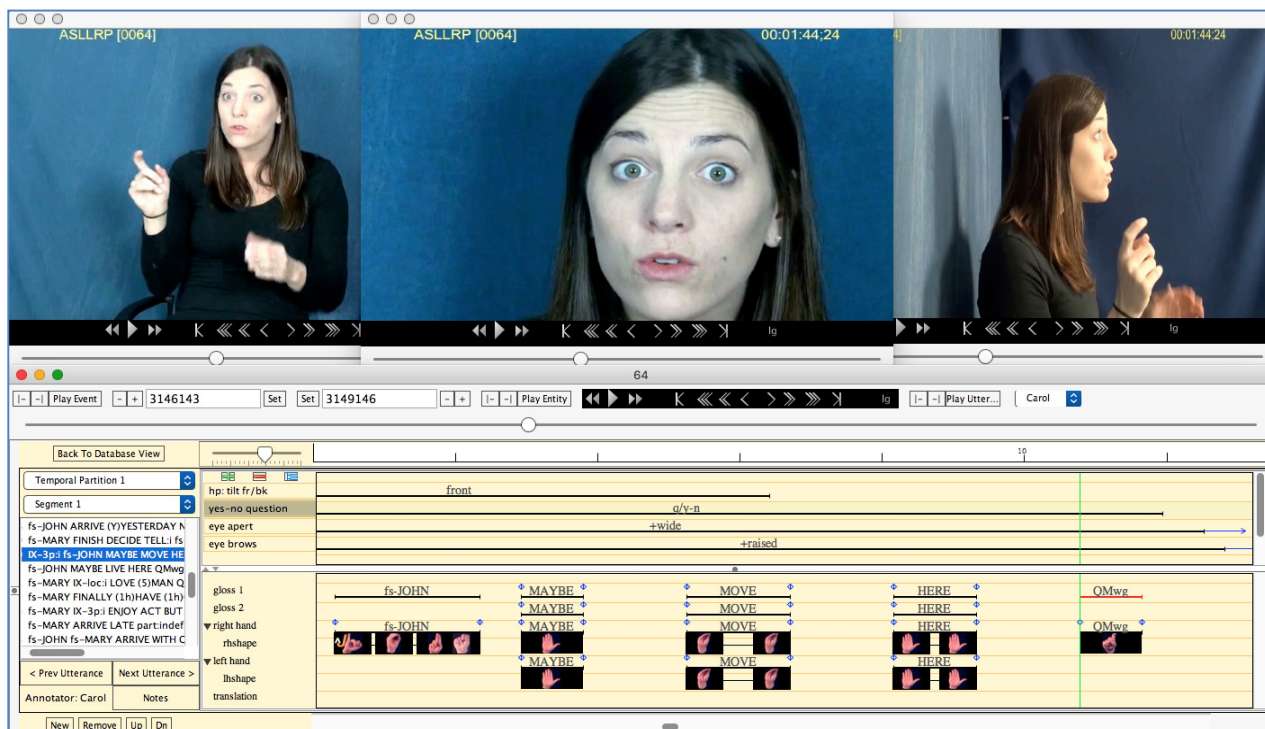 ASLLRP [0064]
ASLLRP [0064] 00:01:44;24
4] 00:01:44;24
lg
lg
64
Play Event
3146143
Set
Set
3149146
Play Entity
lg
Play Utter...
Carol
Back To Database View
10
Temporal Partition 1
Segment 1
fs-JOHN ARRIVE (Y)YESTERDAY N
fs-MARY FINISH DECIDE TELL:i fs
IX-3p:i fs-JOHN MAYBE MOVE HE
fs-JOHN MAYBE LIVE HERE QMwg
fs-MARY IX-loc:i LOVE (5)MAN Q
fs-MARY FINALLY (1h)HAVE (1h)
fs-MARY IX-3p:i ENJOY ACT BUT
fs-MARY ARRIVE LATE part:indef
fs-JOHN fs-MARY ARRIVE WITH C
< Prev Utterance
Next Utterance >
Annotator: Carol
Notes
New Remove Up Dn
hp: tilt fr/bk front
yes-no question q/y-n
eye apert +wide
eye brows +raised
gloss 1 fs-JOHN MAYBE MOVE HERE QMwg
gloss 2 MAYBE MOVE HERE
right hand fs-JOHN MAYBE MOVE HERE QMwg
rhshape
left hand MAYBE MOVE HERE
lhshape
translation